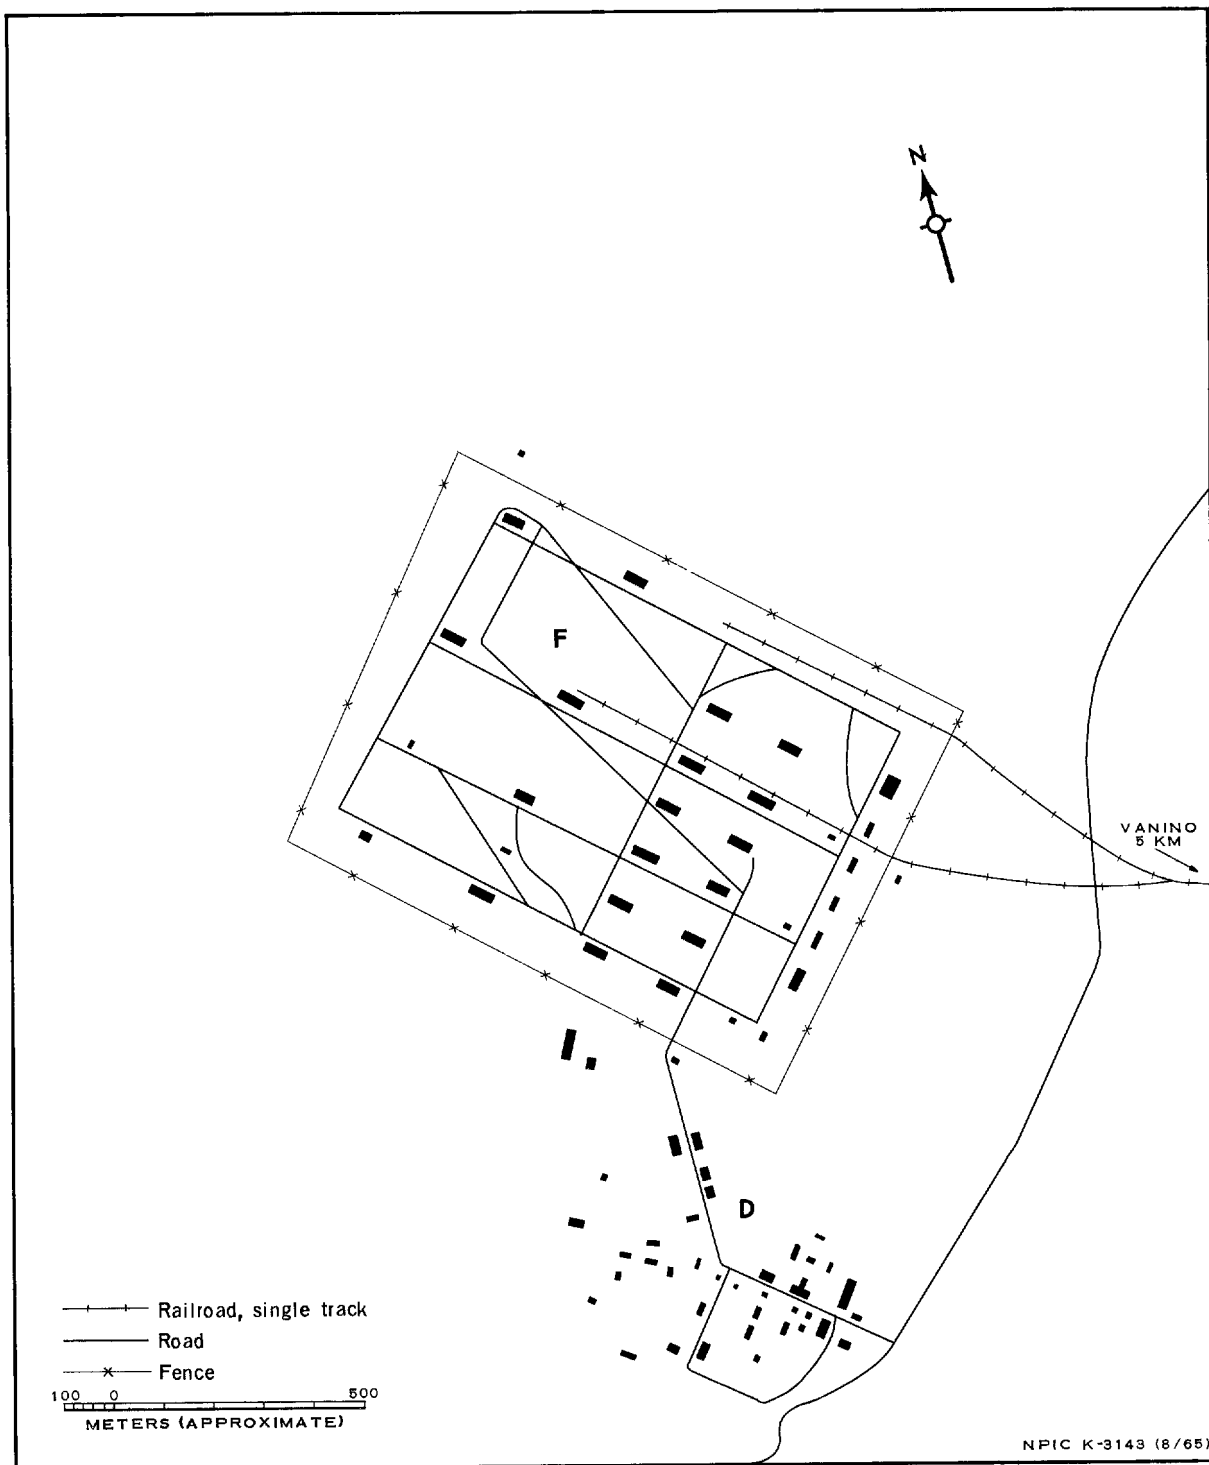 N
F
VANINO
5 KM
D
Railroad, single track
Road
Fence
100 0 500
METERS (APPROXIMATE)
NPIC K-3143 (8/65)